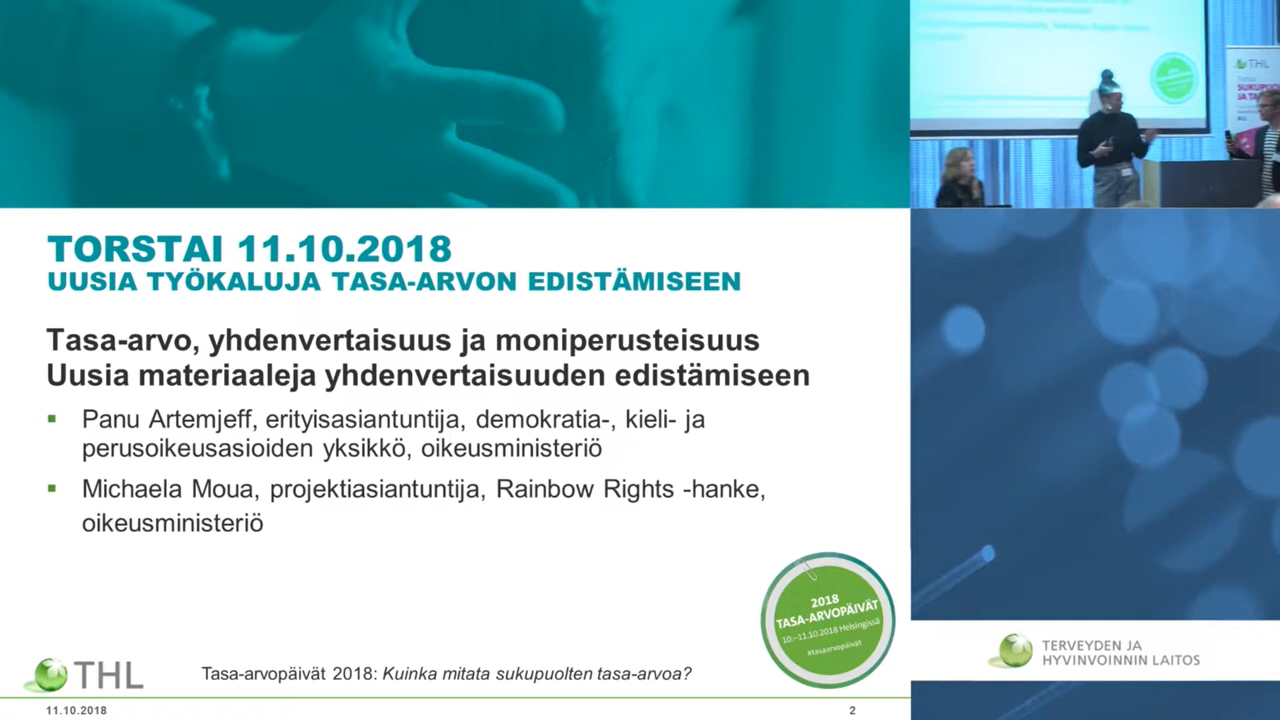 TORSTAI 11.10.2018
UUSIA TYÖKALUJA TASA-ARVON EDISTÄMISEEN
Tasa-arvo, yhdenvertaisuus ja moniperusteisuus
Uusia materiaaleja yhdenvertaisuuden edistämiseen
▪ Panu Artemjeff, erityisasiantuntija, demokratia-, kieli- ja
perusoikeusasioiden yksikkö, oikeusministeriö
▪ Michaela Moua, projektiasiantuntija, Rainbow Rights -hanke,
oikeusministeriö
2018
TASA-ARVOPÄIVÄT
10.–11.10.2018 Helsingissä
#tasaarvopäivät
THL
Tasa-arvopäivät 2018: Kuinka mitata sukupuolten tasa-arvoa?
11.10.2018
2
THL
TERVEYDEN JA
HYVINVOINNIN LAITOS